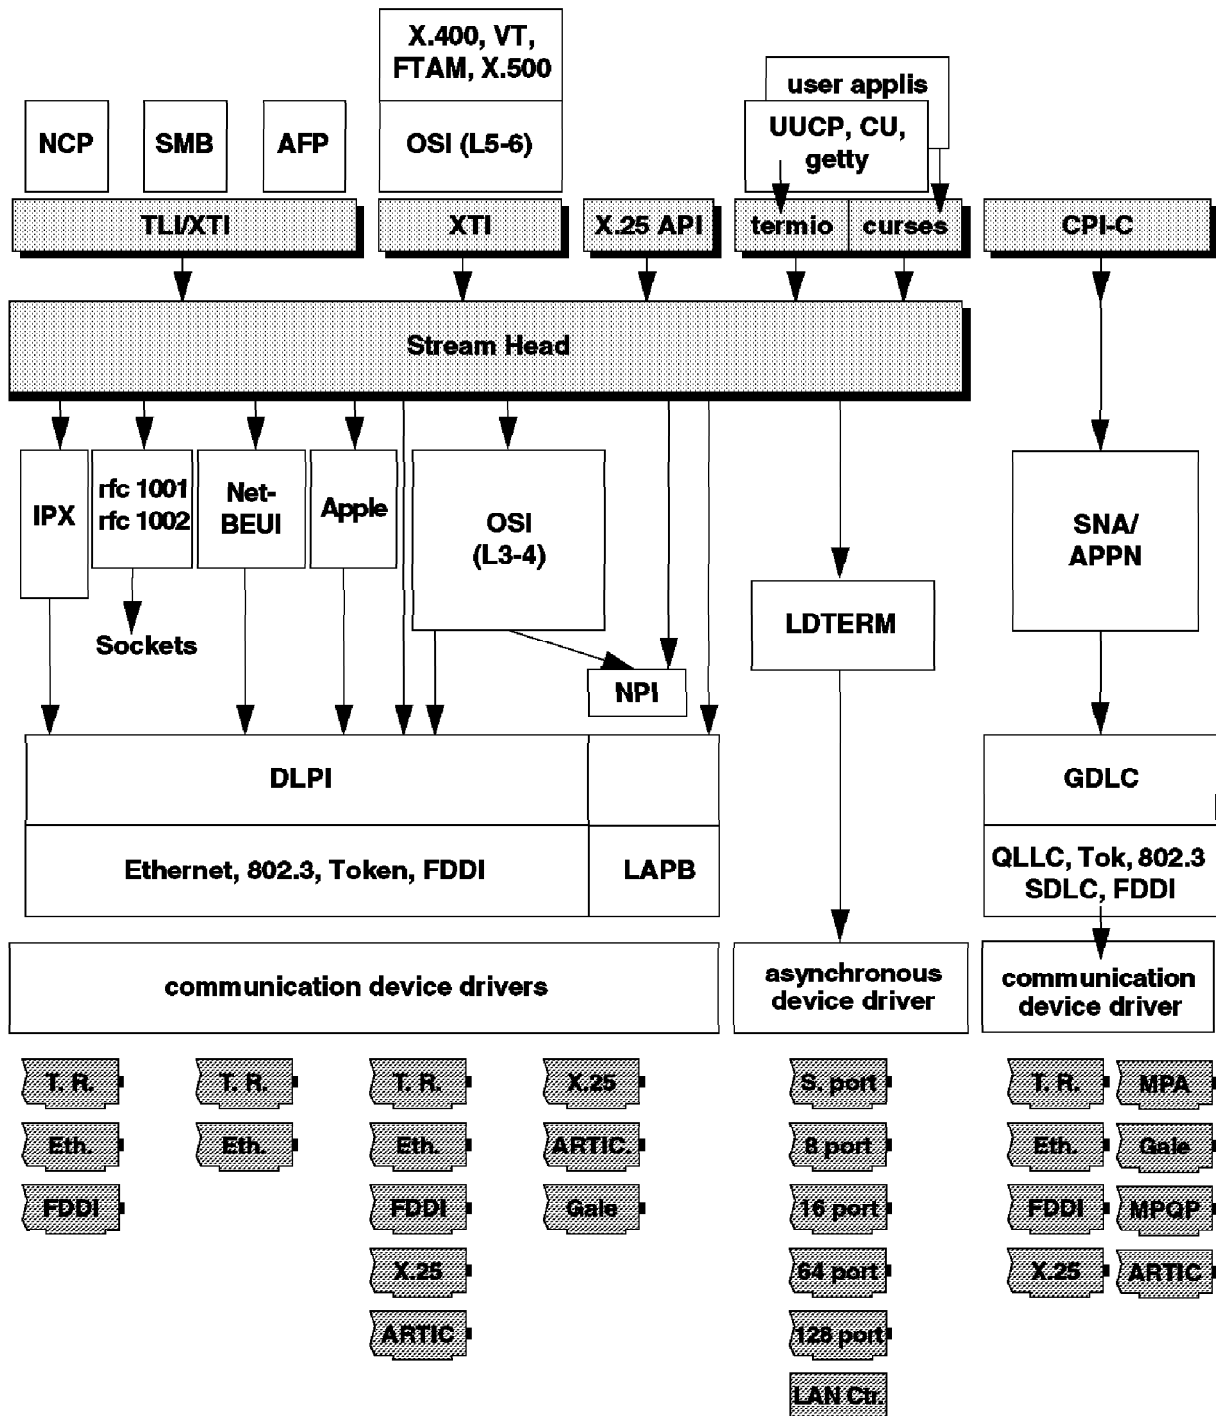 X.400, VT,
FTAM, X.500
user applis
NCP
SMB
AFP
OSI (L5-6)
UUCP, CU,
getty
TLI/XTI
XTI
X.25 API
termio
curses
CPI-C
Stream Head
IPX
rfc 1001
rfc 1002
Net-
BEUI
Apple
OSI
(L3-4)
SNA/
APPN
Sockets
LDTERM
NPI
DLPI
GDLC
Ethernet, 802.3, Token, FDDI
LAPB
QLLC, Tok, 802.3
SDLC, FDDI
communication device drivers
asynchronous
device driver
communication
device driver
T. R.
T. R.
T. R.
X.25
S. port
T. R.
MPA
Eth.
Eth.
Eth.
ARTIC.
8 port
Eth.
Gale
FDDI
FDDI
Gale
16 port
FDDI
MPQP
X.25
64 port
X.25
ARTIC
ARTIC
128 port
LAN Ctr.